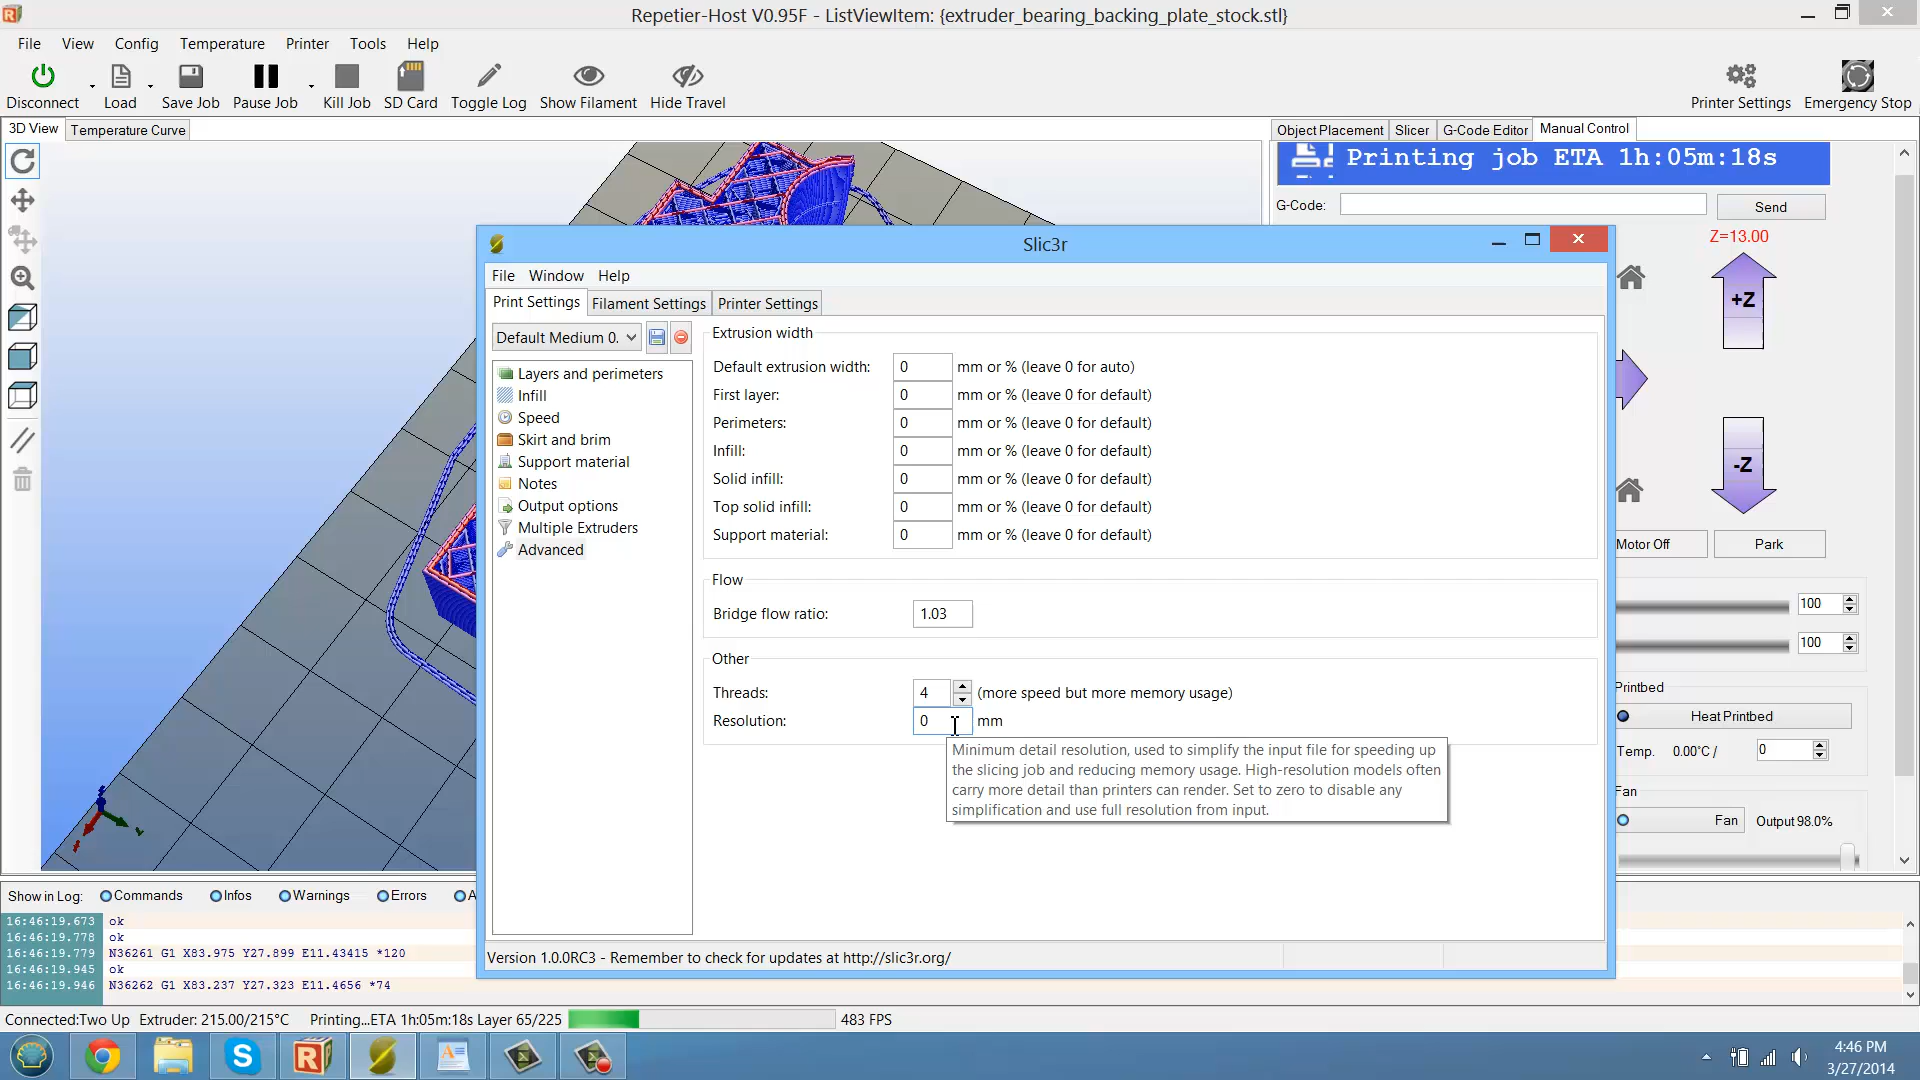 Repetier-Host V0.95F - ListViewItem: {extruder_bearing_backing_plate_stock.stl}
File View Config Temperature Printer Tools Help
Disconnect Load Save Job Pause Job Kill Job SD Card Toggle Log Show Filament Hide Travel Printer Settings Emergency Stop
3D View Temperature Curve
Object Placement Slicer G-Code Editor Manual Control
Printing job ETA 1h:05m:18s
G-Code: Send
Z=13.00
+Z
-Z
Motor Off Park
100
100
Printbed
Heat Printbed
Temp. 0.00°C / 0
Fan
Fan Output 98.0%
Slic3r
File Window Help
Print Settings Filament Settings Printer Settings
Default Medium 0.
Layers and perimeters
Infill
Speed
Skirt and brim
Support material
Notes
Output options
Multiple Extruders
Advanced
Extrusion width
Default extrusion width: 0 mm or % (leave 0 for auto)
First layer: 0 mm or % (leave 0 for default)
Perimeters: 0 mm or % (leave 0 for default)
Infill: 0 mm or % (leave 0 for default)
Solid infill: 0 mm or % (leave 0 for default)
Top solid infill: 0 mm or % (leave 0 for default)
Support material: 0 mm or % (leave 0 for default)
Flow
Bridge flow ratio: 1.03
Other
Threads: 4 (more speed but more memory usage)
Resolution: 0 mm
Minimum detail resolution, used to simplify the input file for speeding up
the slicing job and reducing memory usage. High-resolution models often
carry more detail than printers can render. Set to zero to disable any
simplification and use full resolution from input.
Version 1.0.0RC3 - Remember to check for updates at http://slic3r.org/
Show in Log: Commands Infos Warnings Errors A
16:46:19.673 ok
16:46:19.778 ok
16:46:19.779 N36261 G1 X83.975 Y27.899 E11.43415 *120
16:46:19.945 ok
16:46:19.946 N36262 G1 X83.237 Y27.323 E11.4656 *74
Connected:Two Up Extruder: 215.00/215°C Printing...ETA 1h:05m:18s Layer 65/225 483 FPS
4:46 PM
3/27/2014